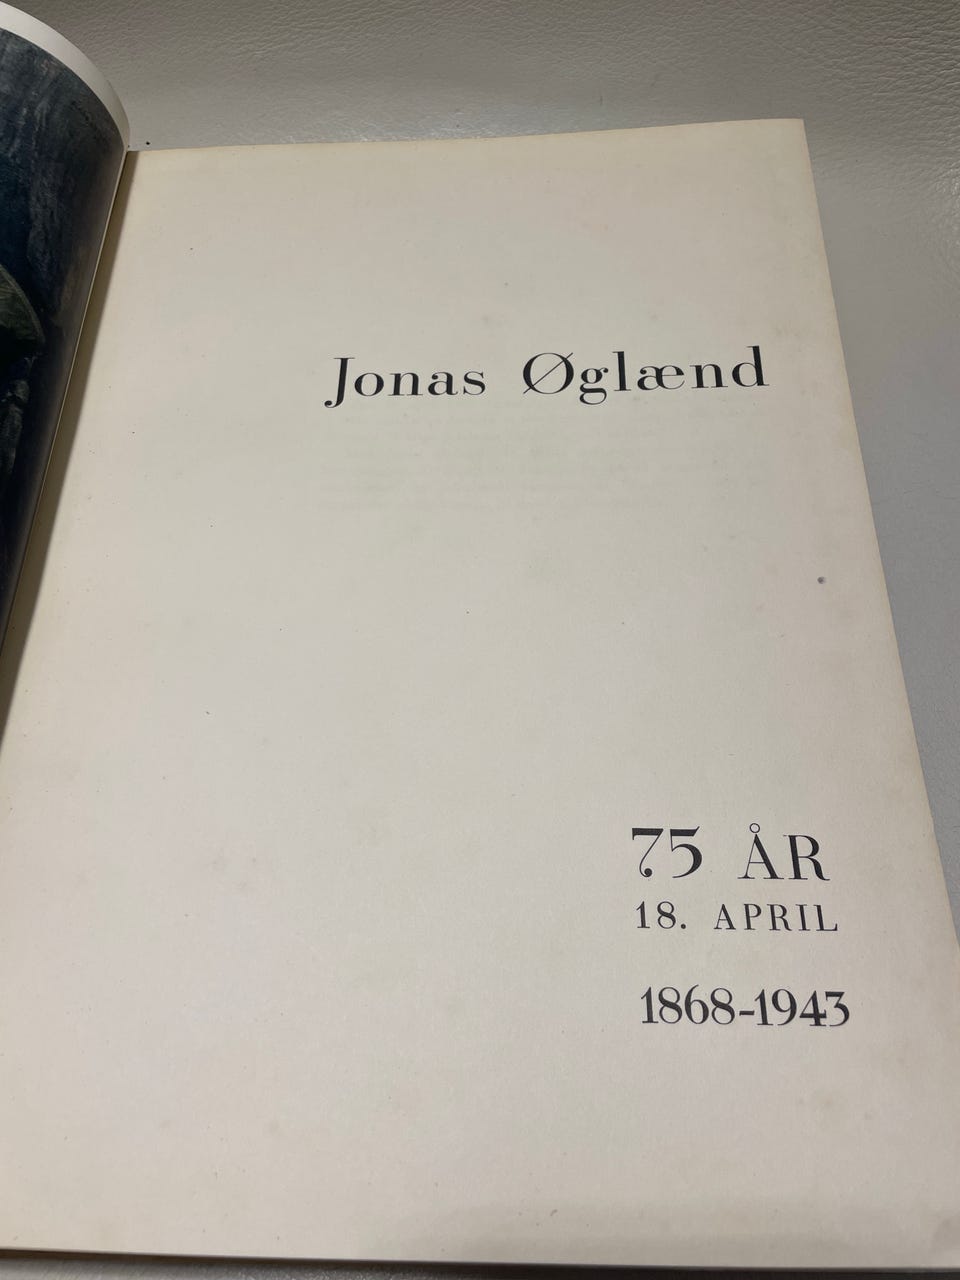 Jonas Øglænd
75 ÅR
18. APRIL
1868-1943